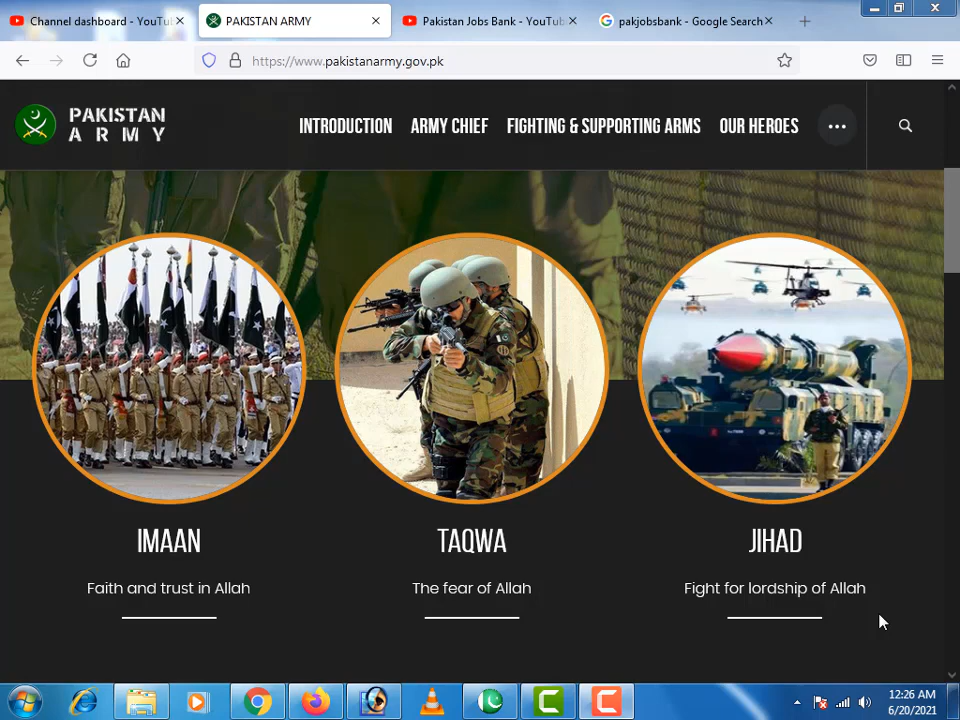 Channel dashboard - YouTu
PAKISTAN ARMY
Pakistan Jobs Bank - YouTub
pakjobsbank - Google Search
https://www.pakistanarmy.gov.pk
PAKISTAN
ARMY
INTRODUCTION
ARMY CHIEF
FIGHTING & SUPPORTING ARMS
OUR HEROES
IMAAN
TAQWA
JIHAD
Faith and trust in Allah
The fear of Allah
Fight for lordship of Allah
12:26 AM
6/20/2021